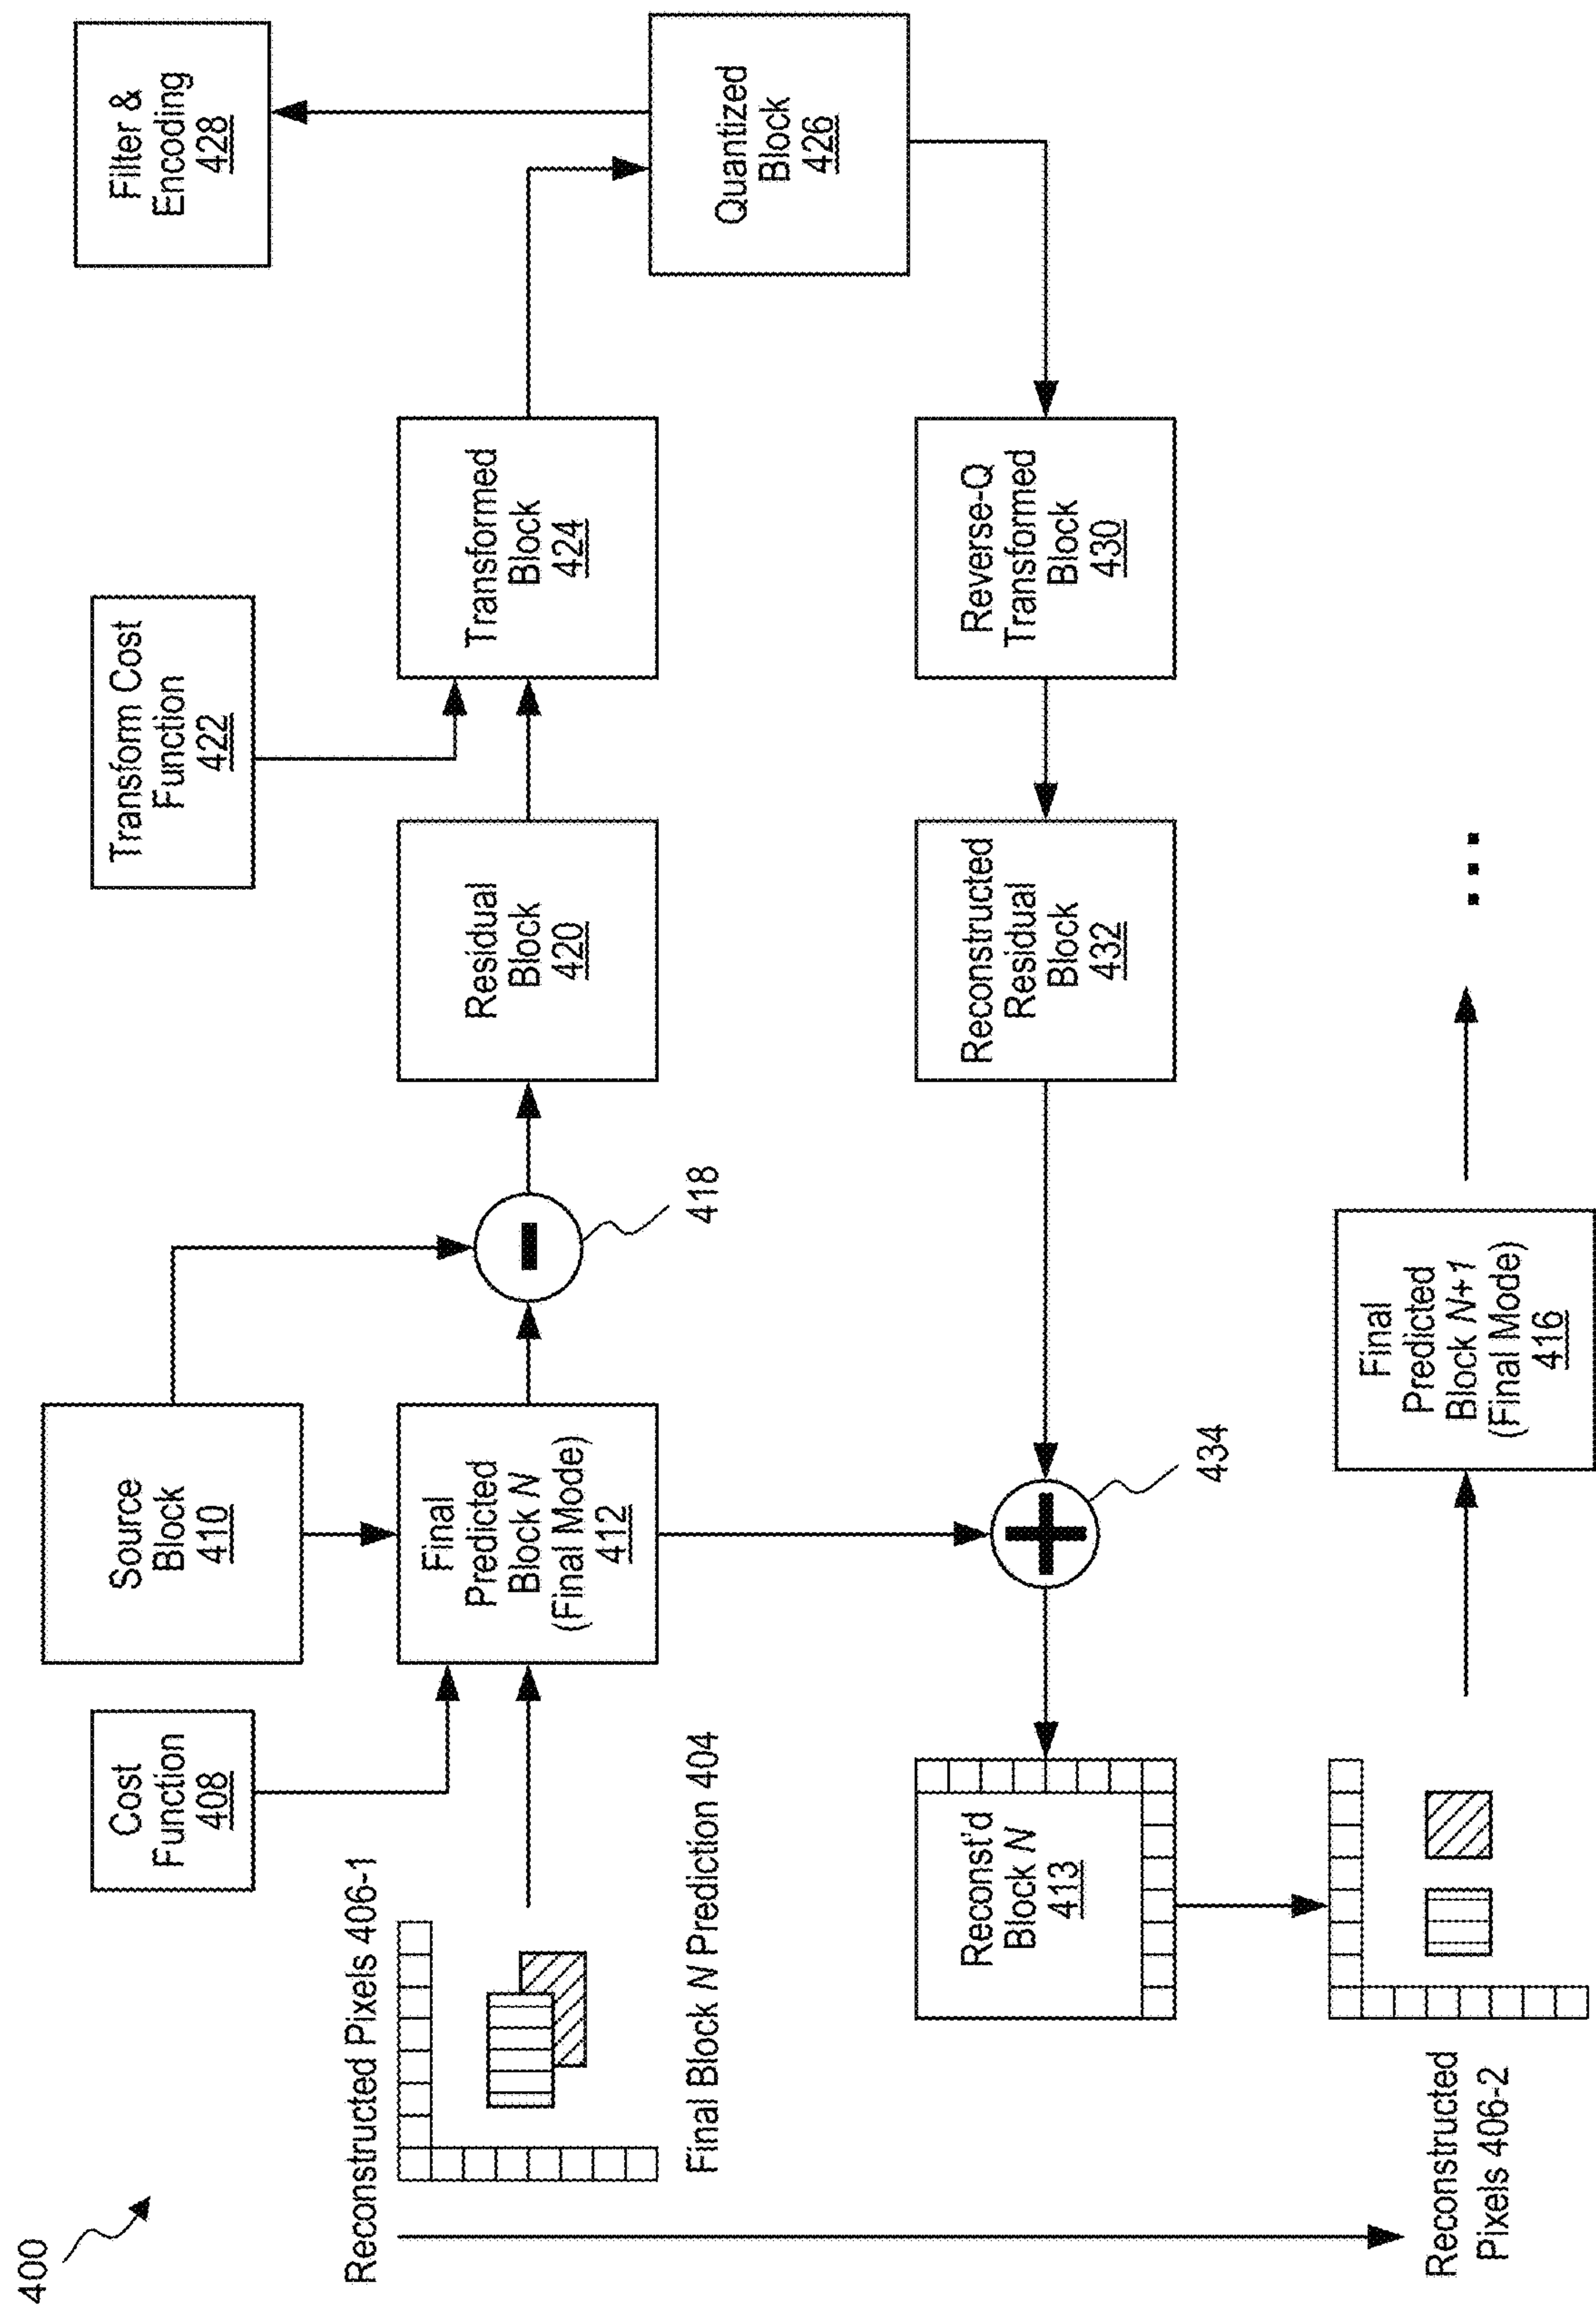 400
Reconstructed Pixels 406-1
Final Block N Prediction 404
Cost
Function
408
Source
Block
410
Final
Predicted
Block N
(Final Mode)
412
418
Residual
Block
420
Transform Cost
Function
422
Transformed
Block
424
Filter &
Encoding
428
Quantized
Block
426
Reverse-Q
Transformed
Block
430
Reconstructed
Residual
Block
432
434
Reconst'd
Block N
413
Reconstructed
Pixels 406-2
Final
Predicted
Block N+1
(Final Mode)
416
...